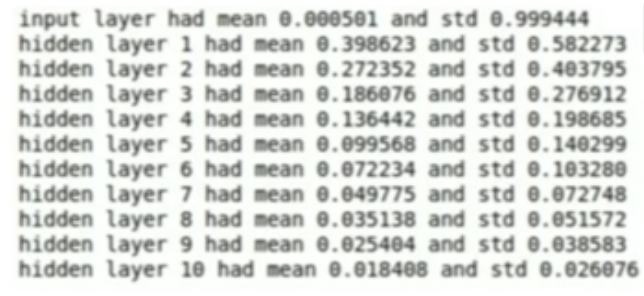 input layer had mean 0.000501 and std 0.999444
hidden layer 1 had mean 0.398623 and std 0.582273
hidden layer 2 had mean 0.272352 and std 0.403795
hidden layer 3 had mean 0.186076 and std 0.276912
hidden layer 4 had mean 0.136442 and std 0.198685
hidden layer 5 had mean 0.099568 and std 0.140299
hidden layer 6 had mean 0.072234 and std 0.103280
hidden layer 7 had mean 0.049775 and std 0.072748
hidden layer 8 had mean 0.035138 and std 0.051572
hidden layer 9 had mean 0.025404 and std 0.038583
hidden layer 10 had mean 0.018408 and std 0.026076